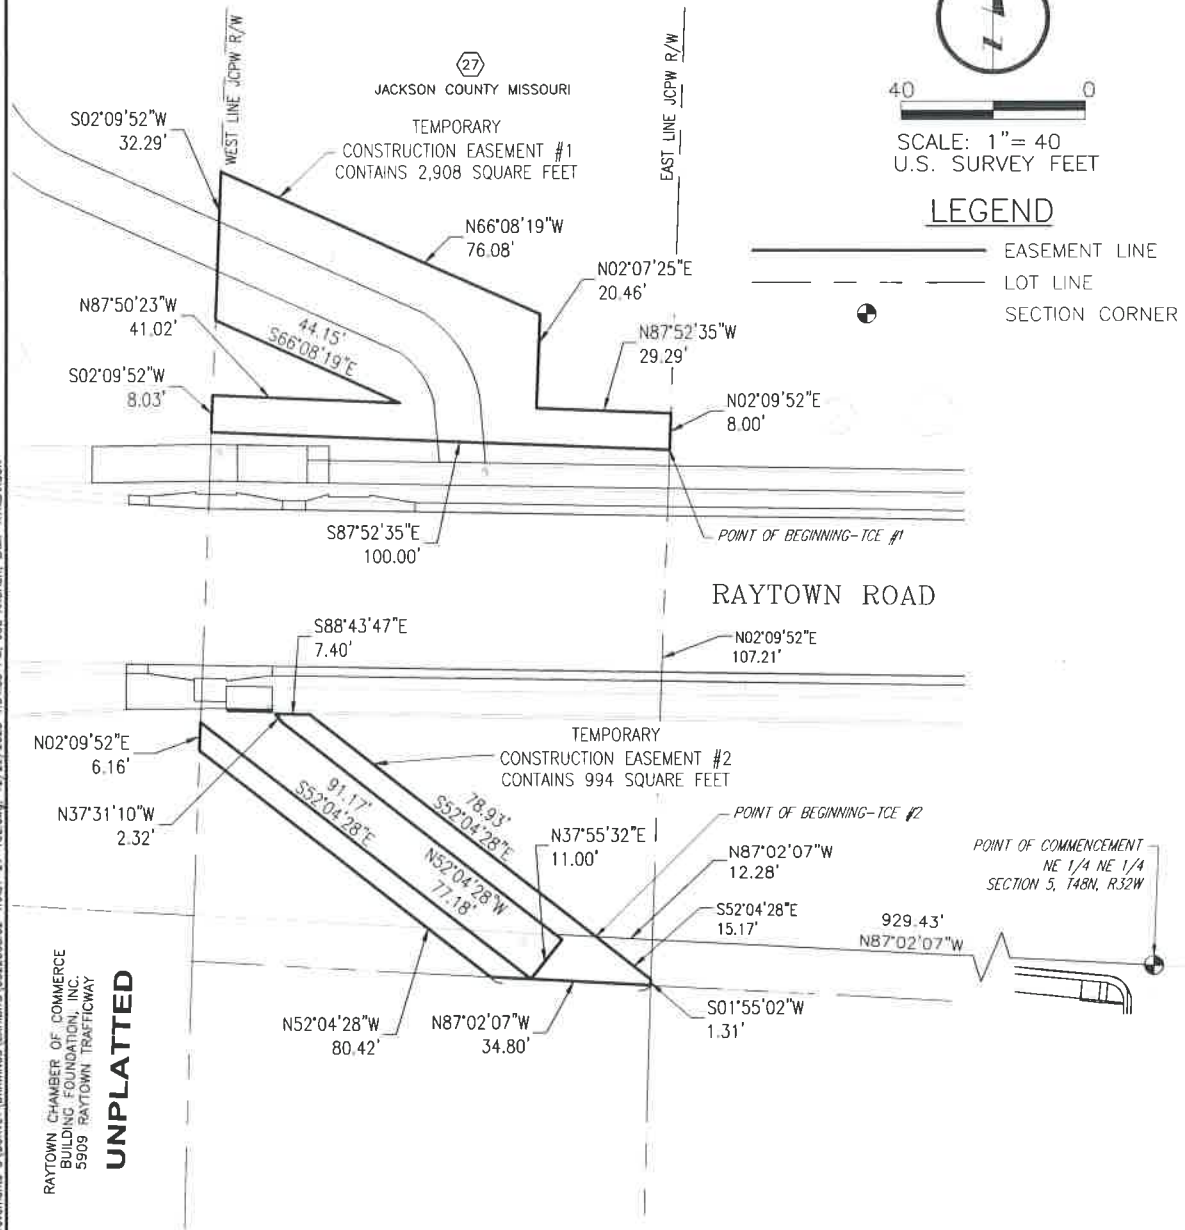 WEST LINE JCPW R/W
EAST LINE JCPW R/W
27
JACKSON COUNTY MISSOURI
TEMPORARY
CONSTRUCTION EASEMENT #1
CONTAINS 2,908 SQUARE FEET
40 0
SCALE: 1"= 40
U.S. SURVEY FEET
LEGEND
EASEMENT LINE
LOT LINE
SECTION CORNER
S02°09'52"W
32.29'
N66°08'19"W
76.08'
N02°07'25"E
20.46'
N87°50'23"W
41.02'
44.15'
S66°08'19"E
N87°52'35"W
29.29'
S02°09'52"W
8.03'
N02°09'52"E
8.00'
S87°52'35"E
100.00'
POINT OF BEGINNING-TCE #1
RAYTOWN ROAD
S88°43'47"E
7.40'
N02°09'52"E
107.21'
N02°09'52"E
6.16'
TEMPORARY
CONSTRUCTION EASEMENT #2
CONTAINS 994 SQUARE FEET
N37°31'10"W
2.32'
91.17'
S52°04'28"E
78.93'
S52°04'28"E
N52°04'28"W
77.18'
N37°55'32"E
11.00'
POINT OF BEGINNING-TCE #2
N87°02'07"W
12.28'
S52°04'28"E
15.17'
POINT OF COMMENCEMENT
NE 1/4 NE 1/4
SECTION 5, T48N, R32W
929.43'
N87°02'07"W
N52°04'28"W
80.42'
N87°02'07"W
34.80'
S01°55'02"W
1.31'
RAYTOWN CHAMBER OF COMMERCE
BUILDING FOUNDATION, INC.
5909 RAYTOWN TRAFFICWAY
UNPLATTED